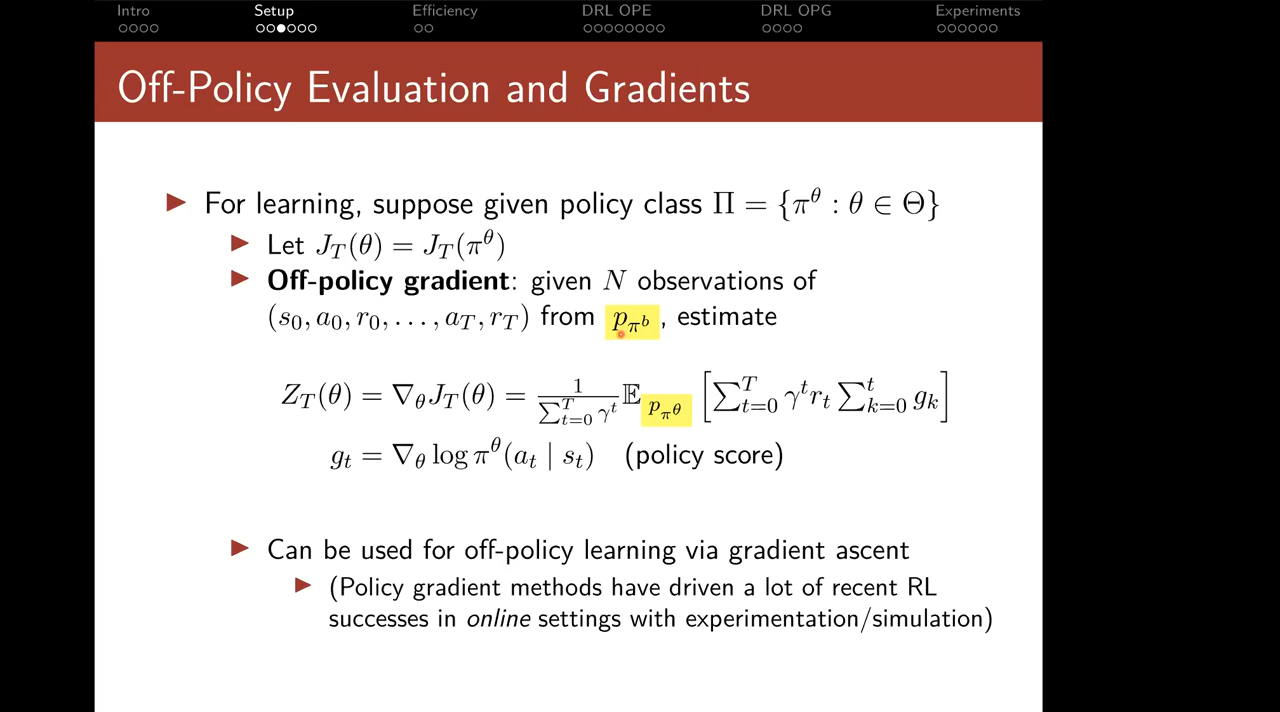 Intro Setup Efficiency DRL OPE DRL OPG Experiments
Off-Policy Evaluation and Gradients
For learning, suppose given policy class Π = {π^θ : θ ∈ Θ}
Let J_T(θ) = J_T(π^θ)
Off-policy gradient: given N observations of
(s_0, a_0, r_0, . . . , a_T, r_T) from p_{π^b}, estimate
Z_T(θ) = ∇_θ J_T(θ) = \frac{1}{∑_{t=0}^T γ^t} 𝔼_{p_{π^θ}} [∑_{t=0}^T γ^t r_t ∑_{k=0}^t g_k]
g_t = ∇_θ log π^θ(a_t | s_t) (policy score)
Can be used for off-policy learning via gradient ascent
(Policy gradient methods have driven a lot of recent RL
successes in online settings with experimentation/simulation)